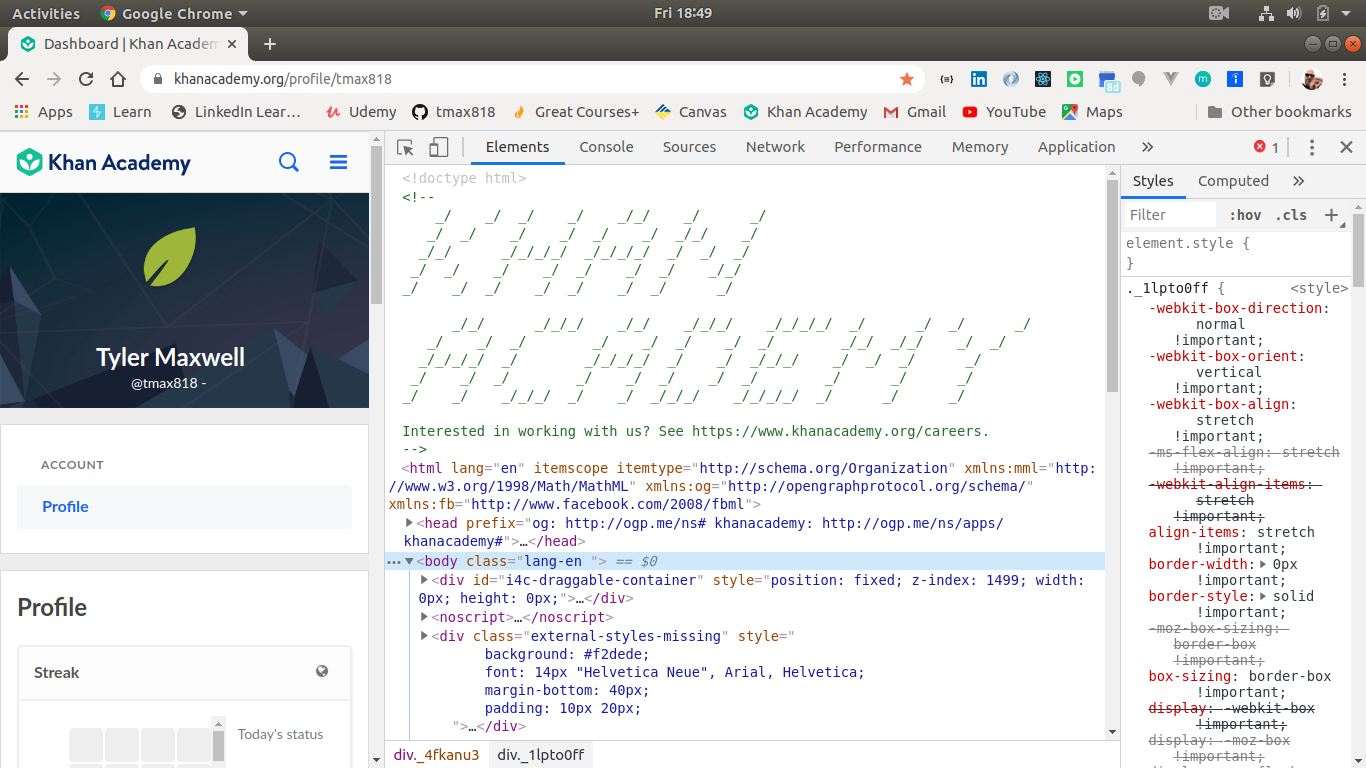 Activities Google Chrome Fri 18:49
Dashboard | Khan Academ
khanacademy.org/profile/tmax818
8d
Apps Learn LinkedIn Lear… Udemy tmax818 Great Courses+ Canvas Khan Academy Gmail YouTube Maps Other bookmarks
Khan Academy
Tyler Maxwell
@tmax818 -
ACCOUNT
Profile
Profile
Streak
Today's status
Elements Console Sources Network Performance Memory Application » 1
<!doctype html>
<!--
KHAN
ACADEMY
Interested in working with us? See https://www.khanacademy.org/careers.
-->
<html lang="en" itemscope itemtype="http://schema.org/Organization" xmlns:mml="http:
//www.w3.org/1998/Math/MathML" xmlns:og="http://opengraphprotocol.org/schema/"
xmlns:fb="http://www.facebook.com/2008/fbml">
<head prefix="og: http://ogp.me/ns# khanacademy: http://ogp.me/ns/apps/
khanacademy#">…</head>
<body class="lang-en "> == $0
<div id="i4c-draggable-container" style="position: fixed; z-index: 1499; width:
0px; height: 0px;">…</div>
<noscript>…</noscript>
<div class="external-styles-missing" style="
background: #f2dede;
font: 14px "Helvetica Neue", Arial, Helvetica;
margin-bottom: 40px;
padding: 10px 20px;
">…</div>
div._4fkanu3 div._1lpto0ff
Styles Computed »
Filter :hov .cls +
element.style {
}
._1lpto0ff { <style>
-webkit-box-direction:
normal
!important;
-webkit-box-orient:
vertical
!important;
-webkit-box-align:
stretch
!important;
-ms-flex-align: stretch
!important;
-webkit-align-items:
stretch
!important;
align-items: stretch
!important;
border-width: 0px
!important;
border-style: solid
!important;
-moz-box-sizing:
border-box
!important;
box-sizing: border-box
!important;
display: -webkit-box
!important;
display: -moz-box
!important;